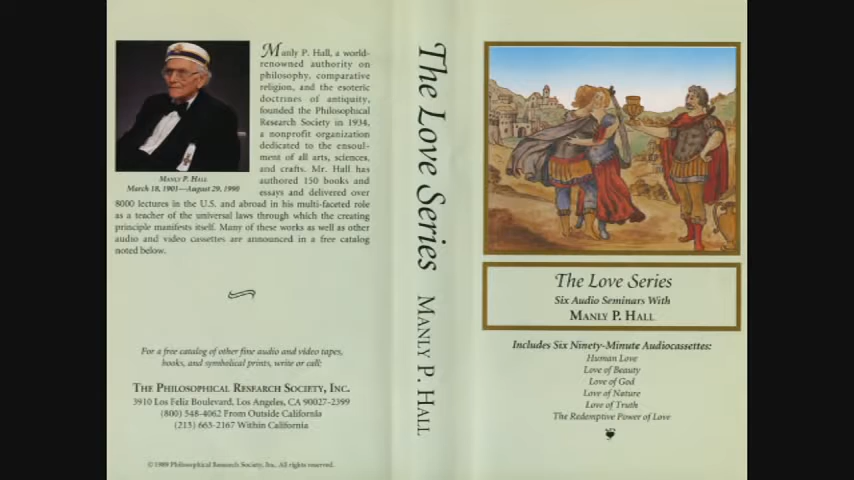 Manly P. Hall, a world-
renowned authority on
philosophy, comparative
religion, and the esoteric
doctrines of antiquity,
founded the Philosophical
Research Society in 1934,
a nonprofit organization
dedicated to the ensoul-
ment of all arts, sciences,
and crafts. Mr. Hall has
authored 150 books and
essays and delivered over
8000 lectures in the U.S. and abroad in his multi-faceted role
as a teacher of the universal laws through which the creating
principle manifests itself. Many of these works as well as other
audio and video cassettes are announced in a free catalog
noted below.
MANLY P. HALL
March 18, 1901—August 29, 1990
For a free catalog of other fine audio and video tapes,
books, and symbolical prints, write or call:
THE PHILOSOPHICAL RESEARCH SOCIETY, INC.
3910 Los Feliz Boulevard, Los Angeles, CA 90027-2399
(800) 548-4062 From Outside California
(213) 663-2167 Within California
© 1989 Philosophical Research Society, Inc. All rights reserved.
The Love Series MANLY P. HALL
The Love Series
Six Audio Seminars With
MANLY P. HALL
Includes Six Ninety-Minute Audiocassettes:
Human Love
Love of Beauty
Love of God
Love of Nature
Love of Truth
The Redemptive Power of Love